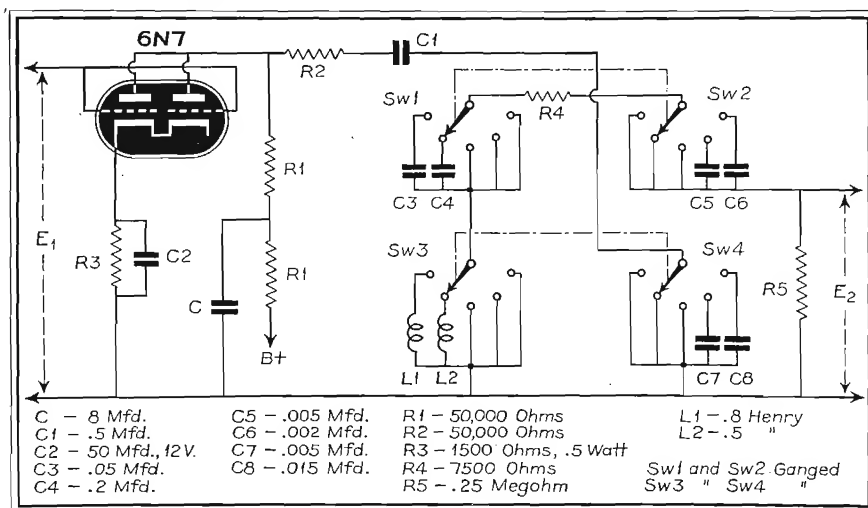 6N7
C1
R2
Sw1
R4
Sw2
R1
C3 C4
C5 C6
E1
R3
C2
C
R1
Sw3
Sw4
R5
E2
B+
L1 L2
C7 C8
C – 8 Mfd.
C1 – .5 Mfd.
C2 – 50 Mfd., 12V.
C3 – .05 Mfd.
C4 – .2 Mfd.
C5 – .005 Mfd.
C6 – .002 Mfd.
C7 – .005 Mfd.
C8 – .015 Mfd.
R1 – 50,000 Ohms
R2 – 50,000 Ohms
R3 – 1500 Ohms, .5 Watt
R4 – 7500 Ohms
R5 – .25 Megohm
L1 – .8 Henry
L2 – .5 "
Sw1 and Sw2 Ganged
Sw3 " Sw4 "